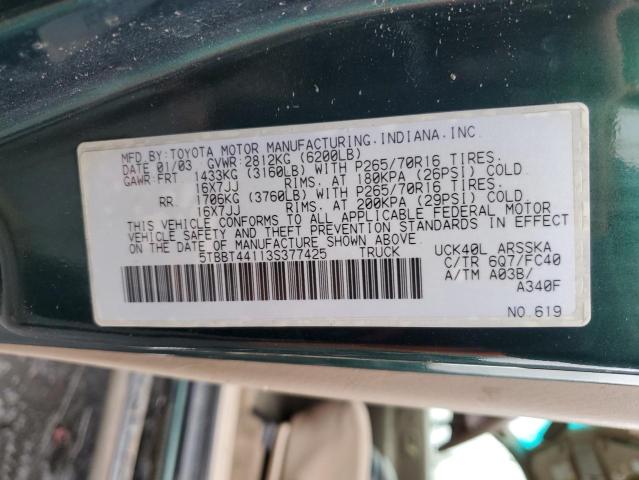 MFD. BY: TOYOTA MOTOR MANUFACTURING, INDIANA, INC.
DATE 01/03 GVWR: 2812KG (6200LB)
GAWR: FRT 1433KG (3160LB) WITH P265/70R16 TIRES.
16X7JJ RIMS. AT 180KPA (26PSI) COLD
RR 1706KG (3760LB) WITH P265/70R16 TIRES.
16X7JJ RIMS. AT 200KPA (29PSI) COLD.
THIS VEHICLE CONFORMS TO ALL APPLICABLE FEDERAL MOTOR
VEHICLE SAFETY AND THEFT PREVENTION STANDARDS IN EFFECT
ON THE DATE OF MANUFACTURE SHOWN ABOVE
5TBBT44113S377425 TRUCK
UCK40L ARSSKA
C/TR 6Q7/FC40
A/TM A03B/
A340F
NO. 619